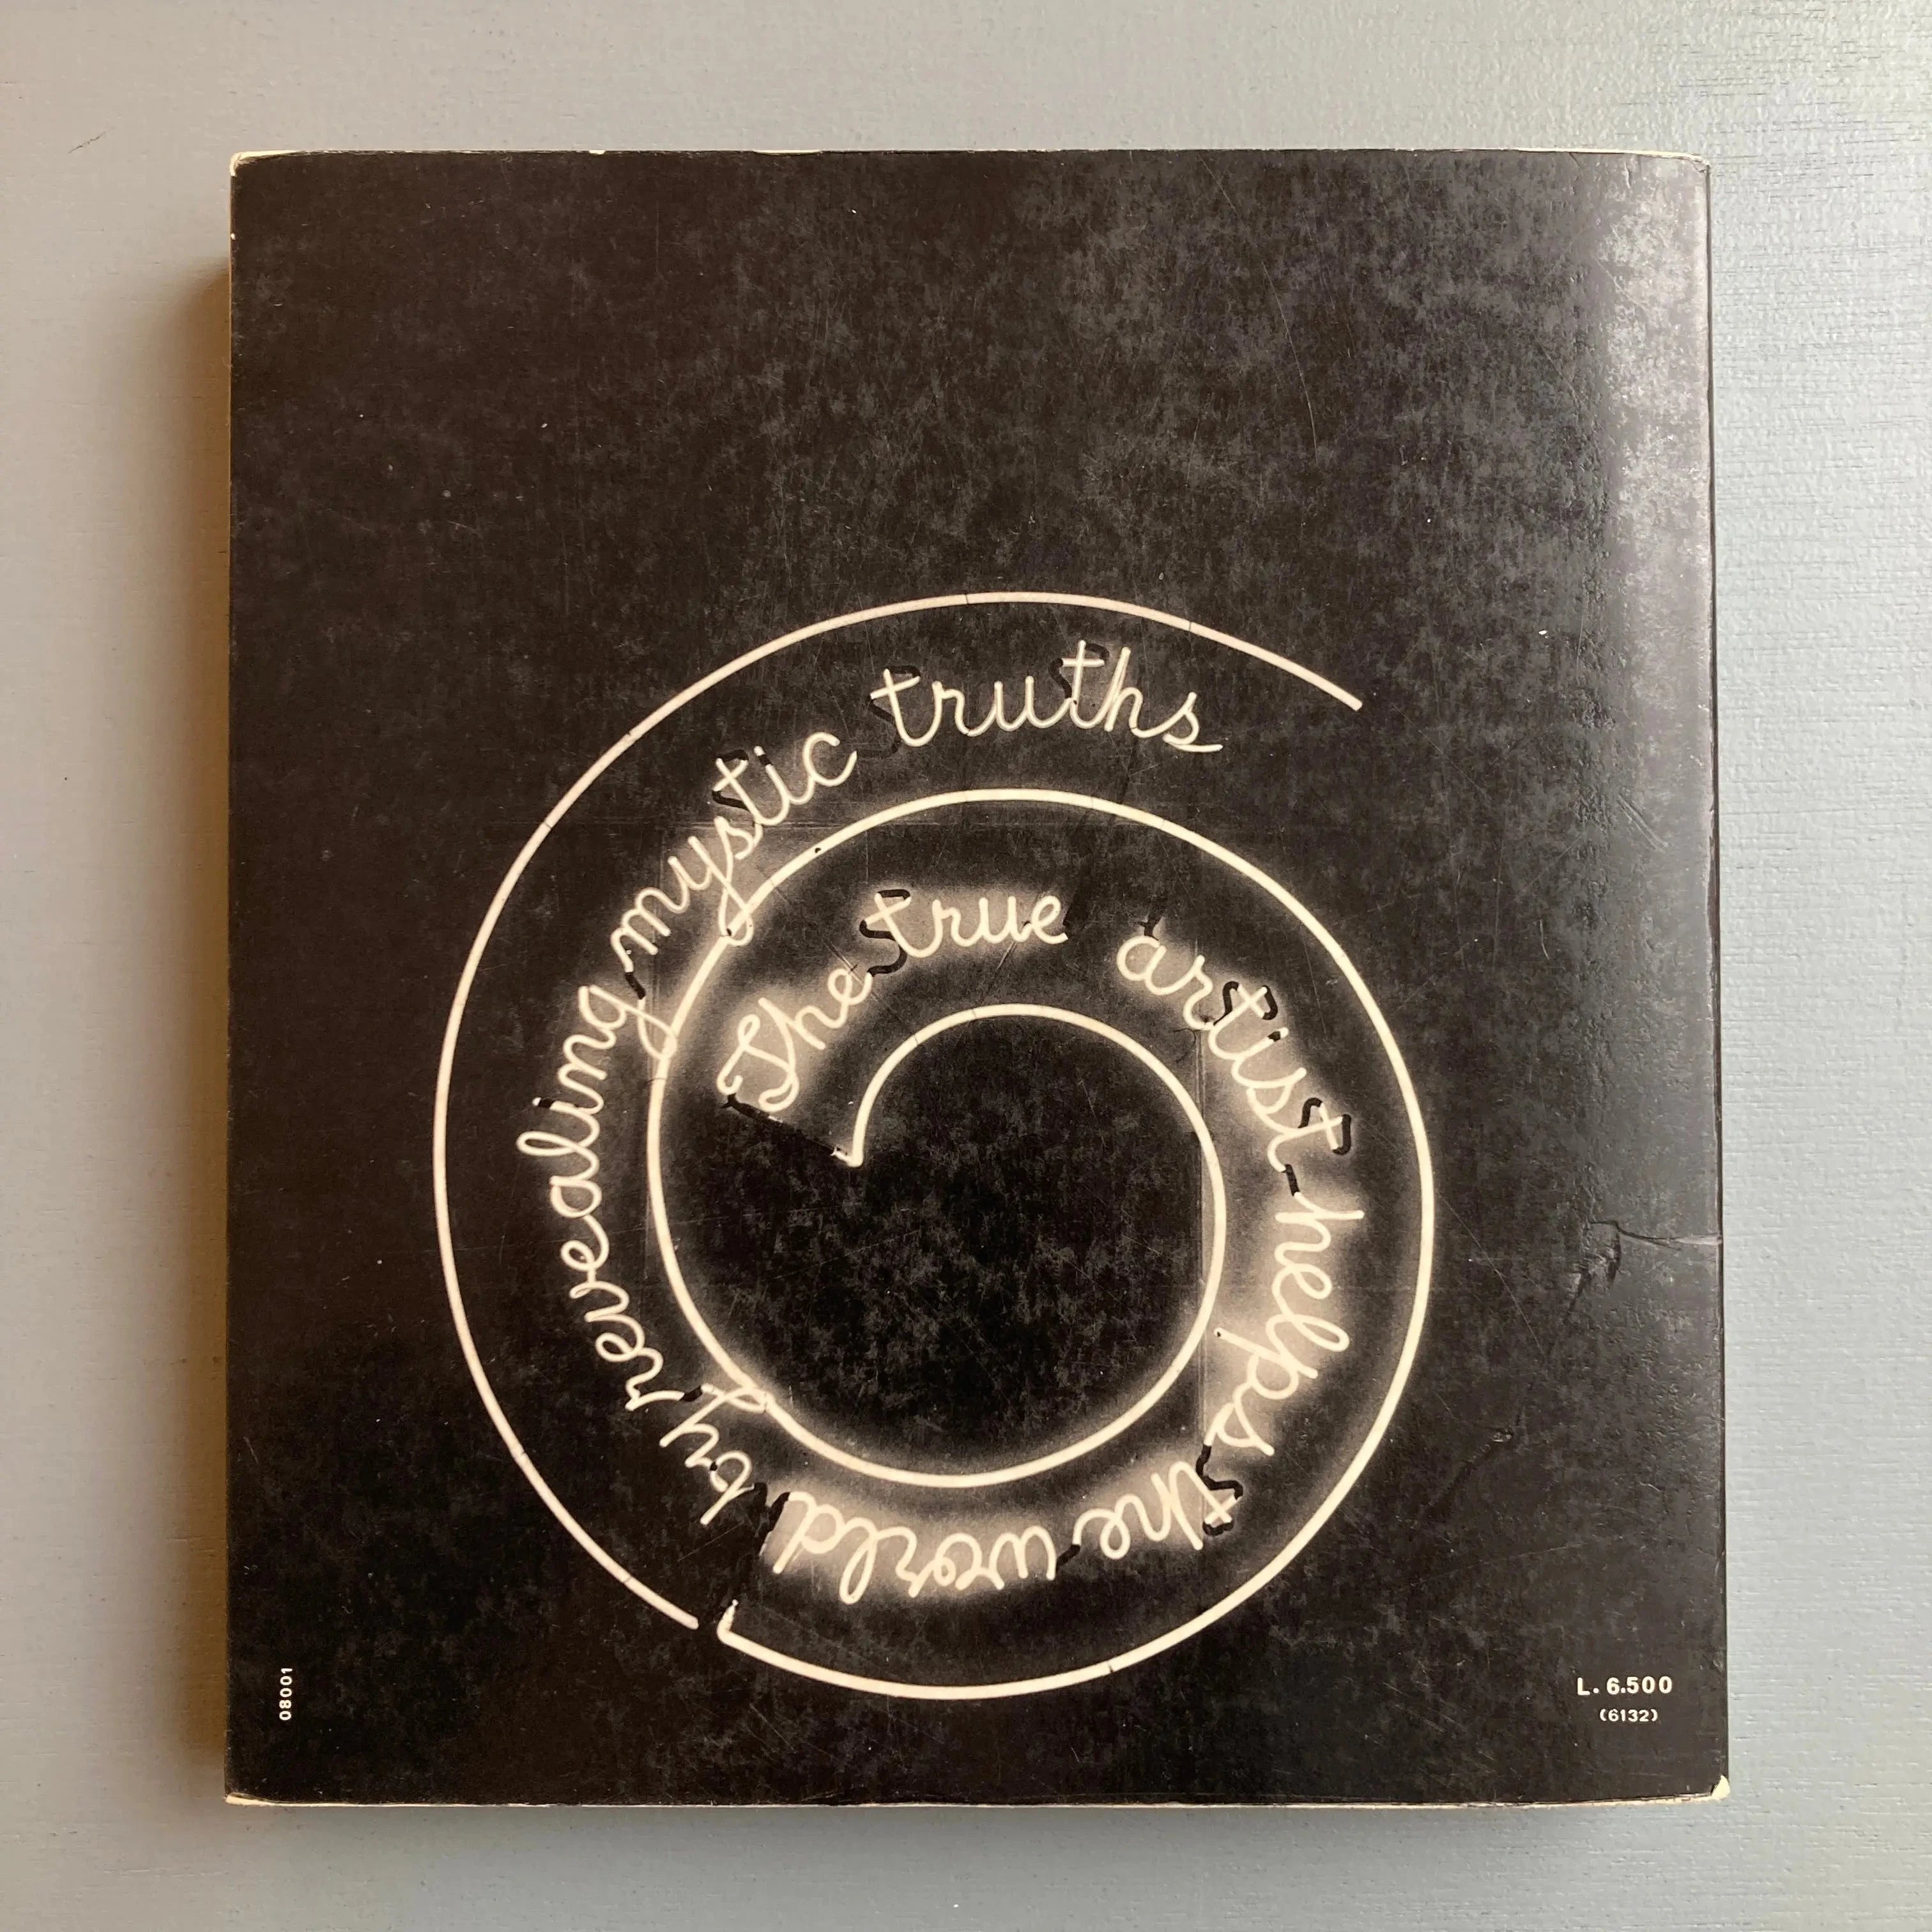 The true artist helps the world by revealing mystic truths
08001
L. 6.500
(6132)